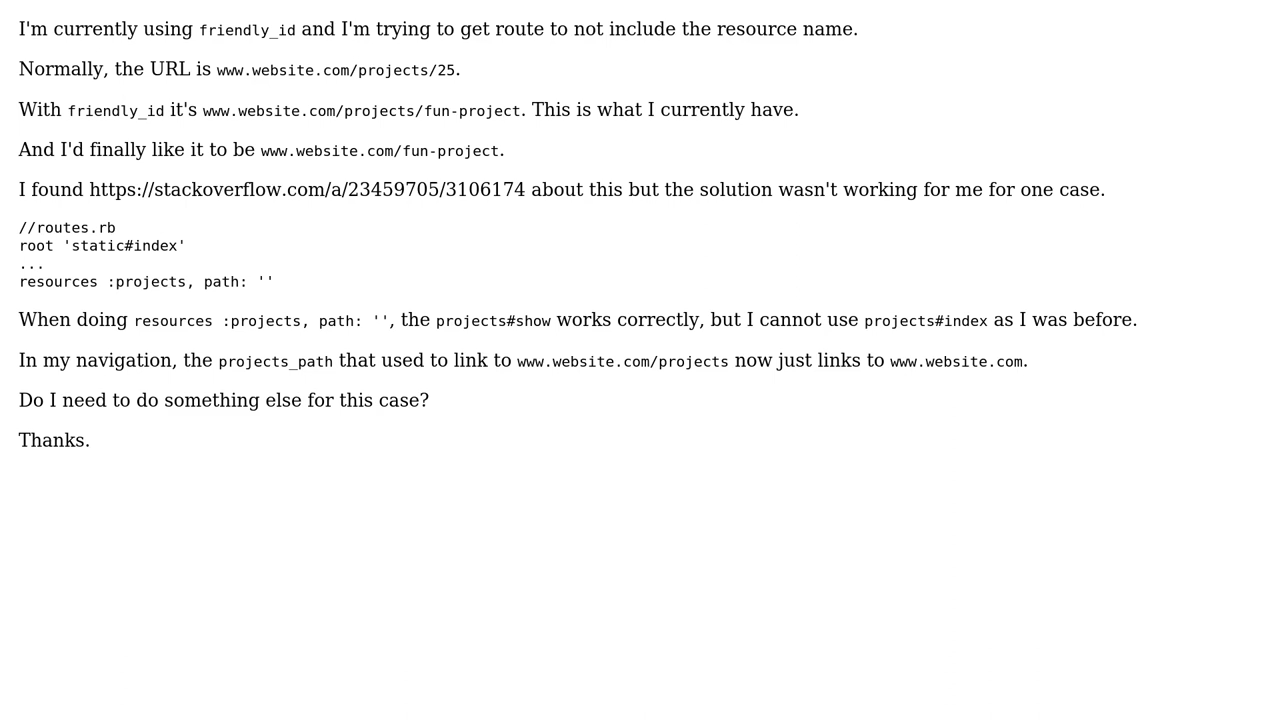 I'm currently using friendly_id and I'm trying to get route to not include the resource name.
Normally, the URL is www.website.com/projects/25.
With friendly_id it's www.website.com/projects/fun-project. This is what I currently have.
And I'd finally like it to be www.website.com/fun-project.
I found https://stackoverflow.com/a/23459705/3106174 about this but the solution wasn't working for me for one case.
//routes.rb
root 'static#index'
...
resources :projects, path: ''
When doing resources :projects, path: '', the projects#show works correctly, but I cannot use projects#index as I was before.
In my navigation, the projects_path that used to link to www.website.com/projects now just links to www.website.com.
Do I need to do something else for this case?
Thanks.